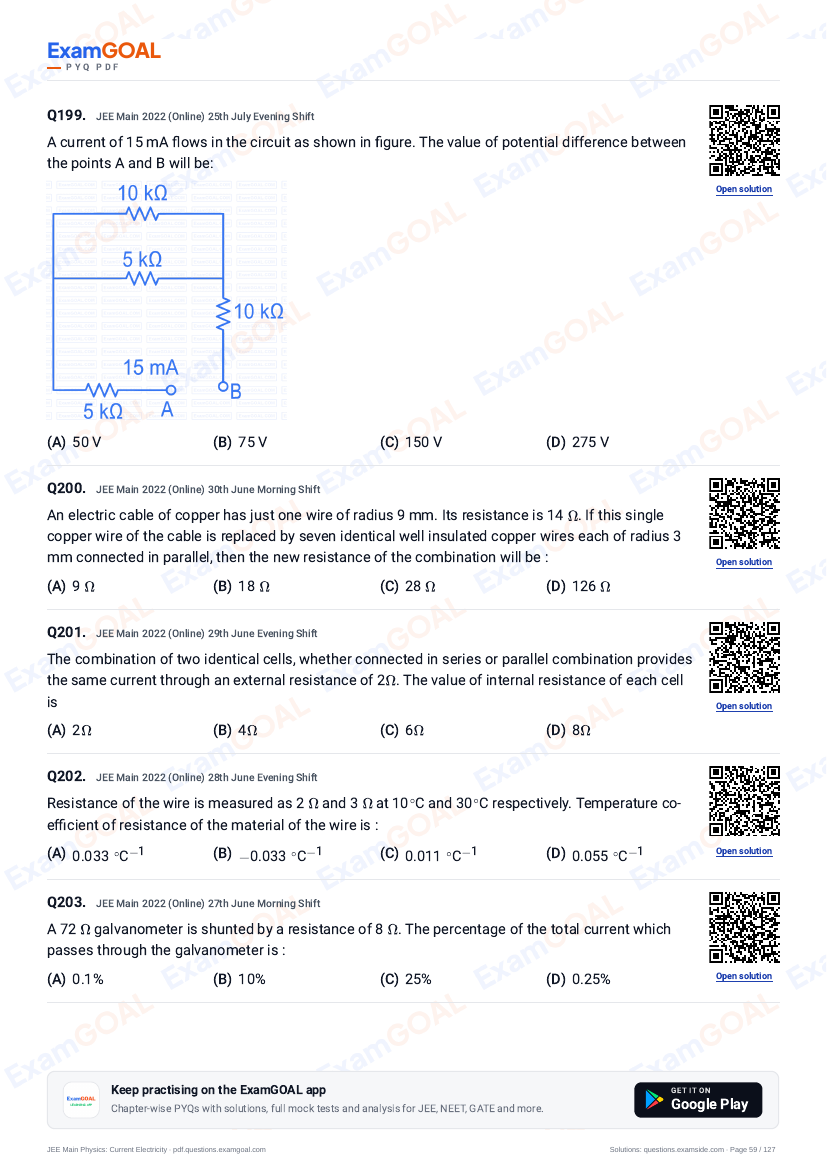 ExamGOAL
PYQ PDF
Q199. JEE Main 2022 (Online) 25th July Evening Shift
A current of 15 mA flows in the circuit as shown in figure. The value of potential difference between
the points A and B will be:
Open solution
10 kΩ
5 kΩ
10 kΩ
15 mA
B
5 kΩ
A
(A) 50 V (B) 75 V (C) 150 V (D) 275 V
Q200. JEE Main 2022 (Online) 30th June Morning Shift
An electric cable of copper has just one wire of radius 9 mm. Its resistance is 14 Ω. If this single
copper wire of the cable is replaced by seven identical well insulated copper wires each of radius 3
mm connected in parallel, then the new resistance of the combination will be :
Open solution
(A) 9 Ω (B) 18 Ω (C) 28 Ω (D) 126 Ω
Q201. JEE Main 2022 (Online) 29th June Evening Shift
The combination of two identical cells, whether connected in series or parallel combination provides
the same current through an external resistance of 2Ω. The value of internal resistance of each cell
is
Open solution
(A) 2Ω (B) 4Ω (C) 6Ω (D) 8Ω
Q202. JEE Main 2022 (Online) 28th June Evening Shift
Resistance of the wire is measured as 2 Ω and 3 Ω at 10°C and 30°C respectively. Temperature co-
efficient of resistance of the material of the wire is :
(A) 0.033 °C⁻¹ (B) −0.033 °C⁻¹ (C) 0.011 °C⁻¹ (D) 0.055 °C⁻¹
Open solution
Q203. JEE Main 2022 (Online) 27th June Morning Shift
A 72 Ω galvanometer is shunted by a resistance of 8 Ω. The percentage of the total current which
passes through the galvanometer is :
(A) 0.1% (B) 10% (C) 25% (D) 0.25%
Open solution
Keep practising on the ExamGOAL app
Chapter-wise PYQs with solutions, full mock tests and analysis for JEE, NEET, GATE and more.
ExamGOAL
GET IT ON
Google Play
JEE Main Physics: Current Electricity · pdf.questions.examgoal.com
Solutions: questions.examside.com · Page 59 / 127